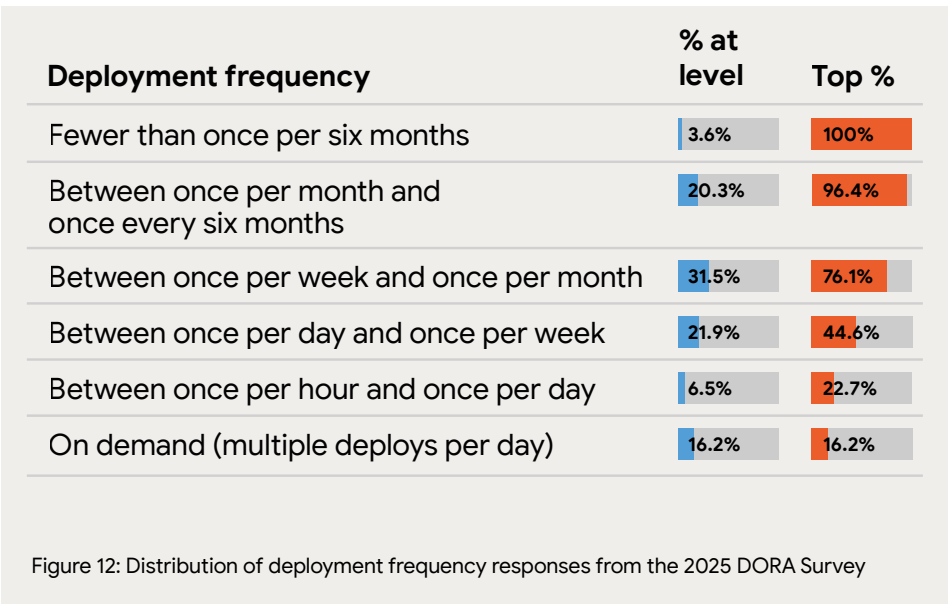 Deployment frequency % at level Top %
Fewer than once per six months 3.6% 100%
Between once per month and
once every six months 20.3% 96.4%
Between once per week and once per month 31.5% 76.1%
Between once per day and once per week 21.9% 44.6%
Between once per hour and once per day 6.5% 22.7%
On demand (multiple deploys per day) 16.2% 16.2%
Figure 12: Distribution of deployment frequency responses from the 2025 DORA Survey